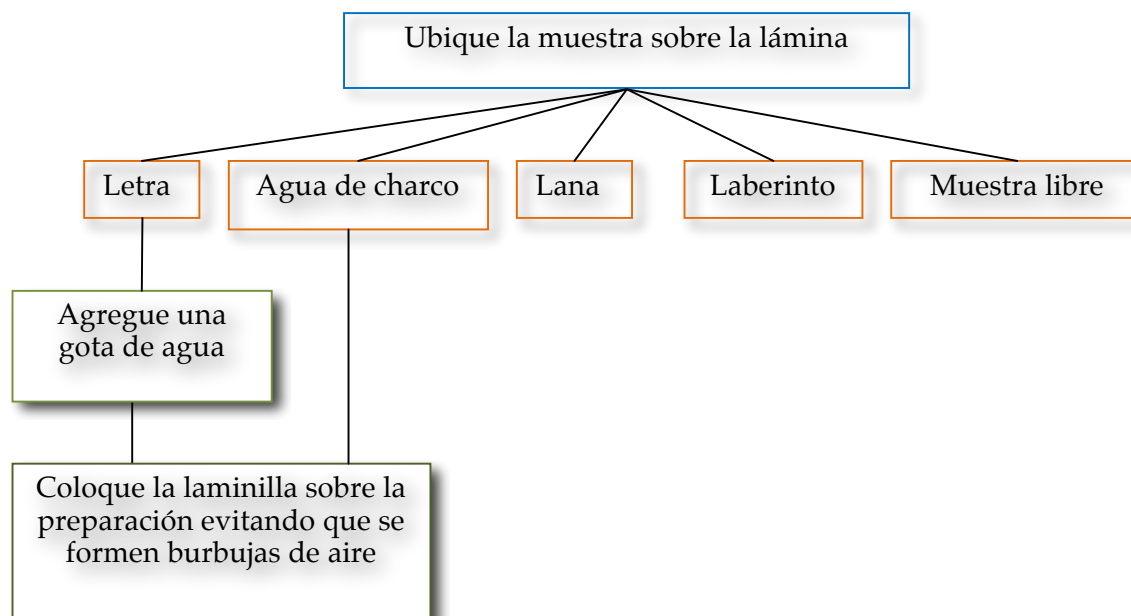 Ubique la muestra sobre la lámina
Letra
Agua de charco
Lana
Laberinto
Muestra libre
Agregue una
gota de agua
Coloque la laminilla sobre la
preparación evitando que se
formen burbujas de aire